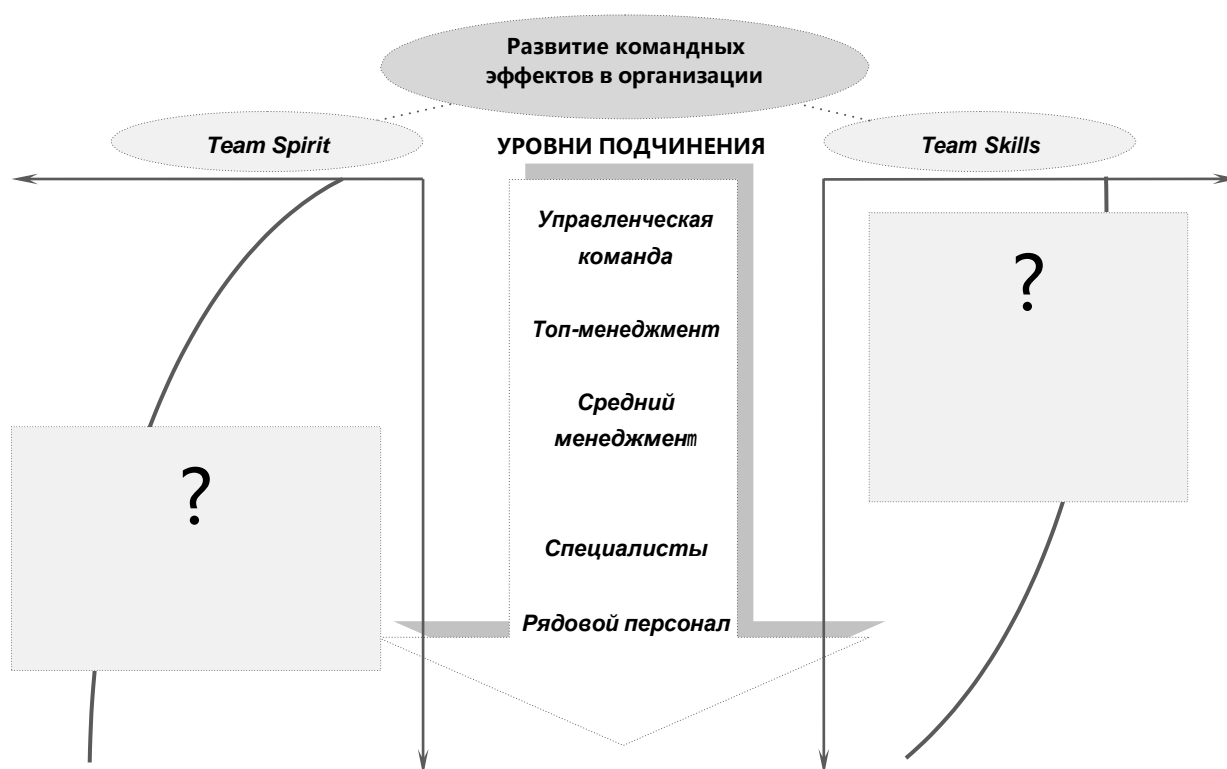 Развитие командных
эффектов в организации
Team Spirit
УРОВНИ ПОДЧИНЕНИЯ
Team Skills
Управленческая
команда
?
Топ-менеджмент
Средний
менеджмент
?
Специалисты
Рядовой персонал